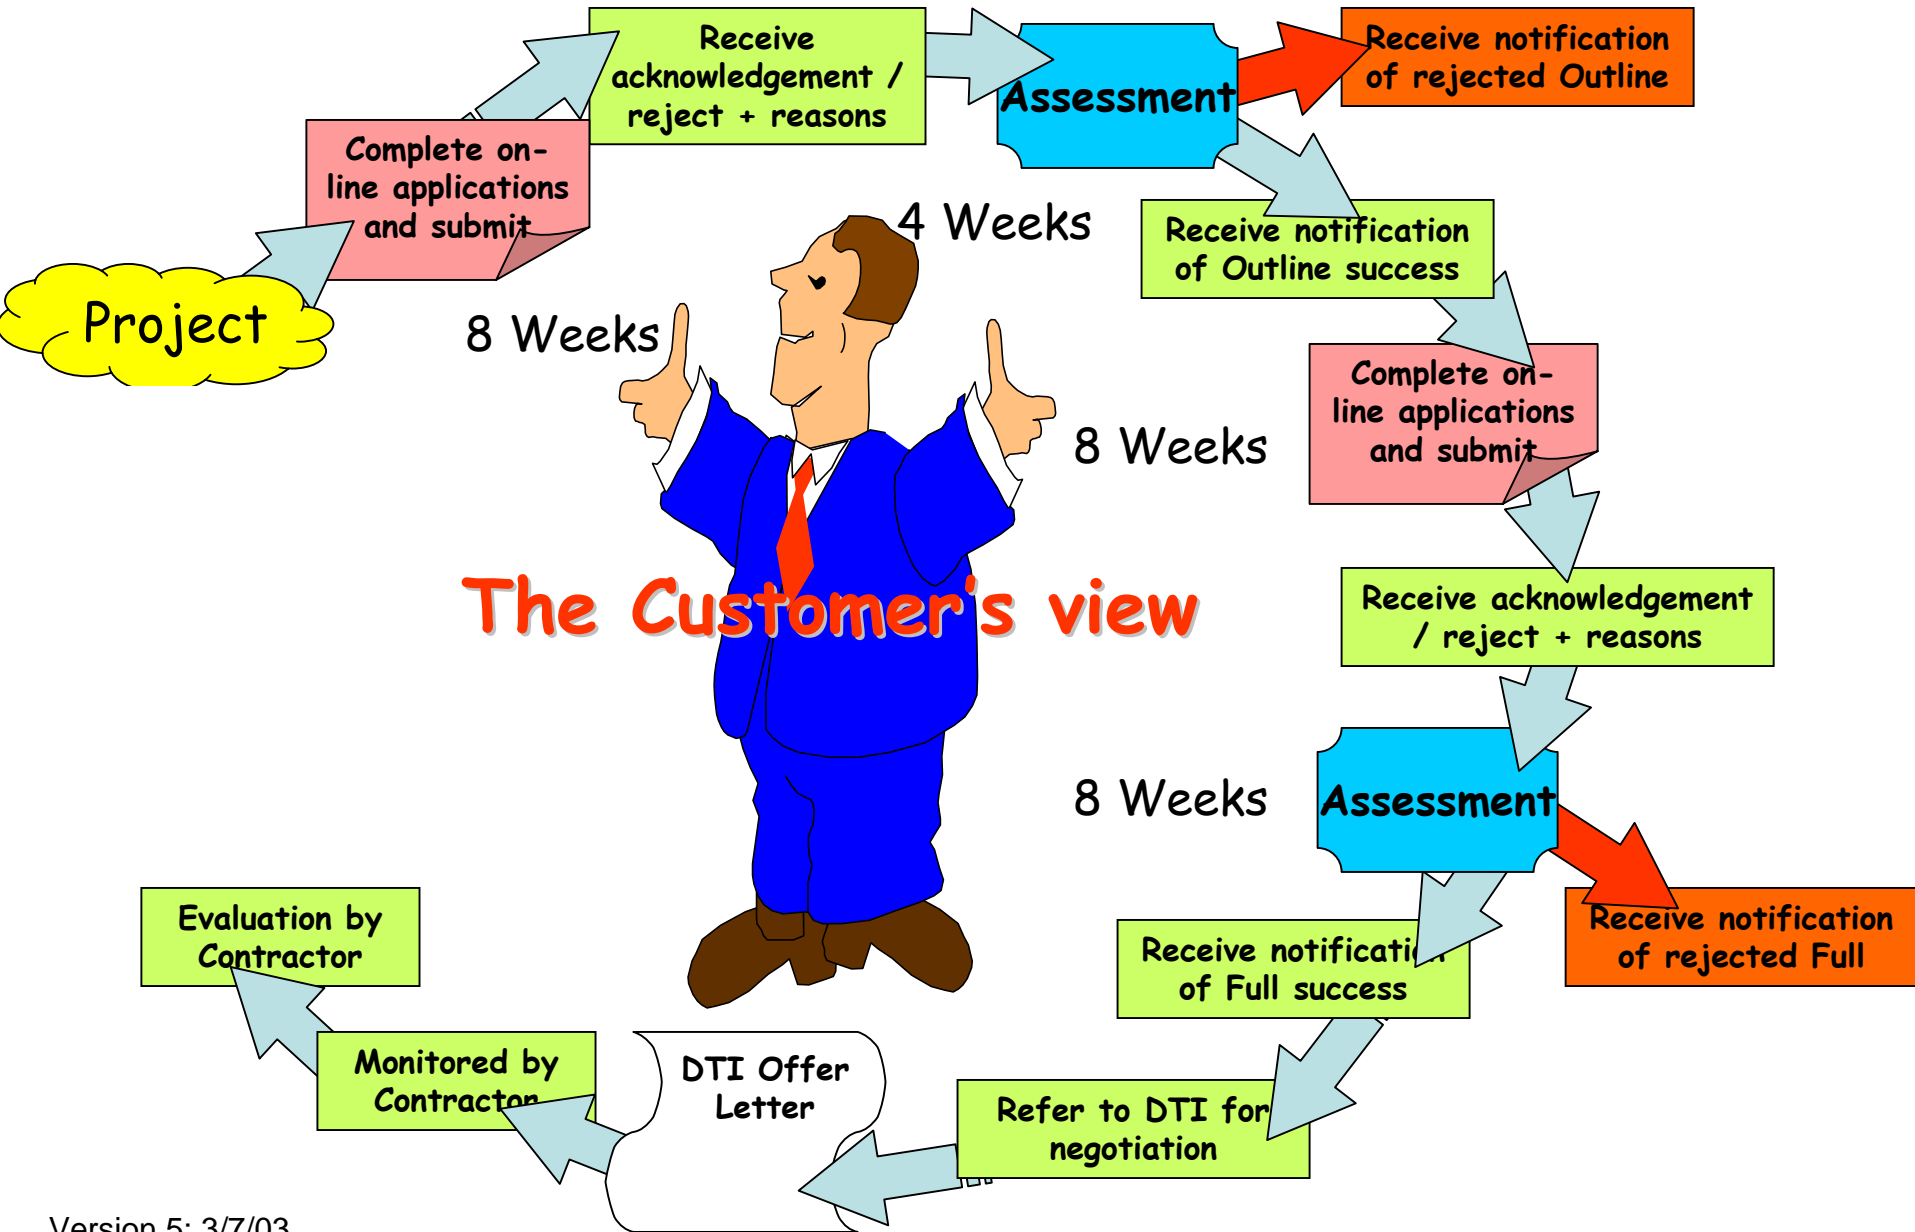 Project
Complete on-
line applications
and submit
Receive
acknowledgement /
reject + reasons
Assessment
Receive notification
of rejected Outline
4 Weeks
Receive notification
of Outline success
8 Weeks
Complete on-
line applications
and submit
8 Weeks
Receive acknowledgement
/ reject + reasons
The Customer's view
Assessment
8 Weeks
Receive notification
of rejected Full
Receive notification
of Full success
Refer to DTI for
negotiation
DTI Offer
Letter
Monitored by
Contractor
Evaluation by
Contractor
Version 5: 3/7/03